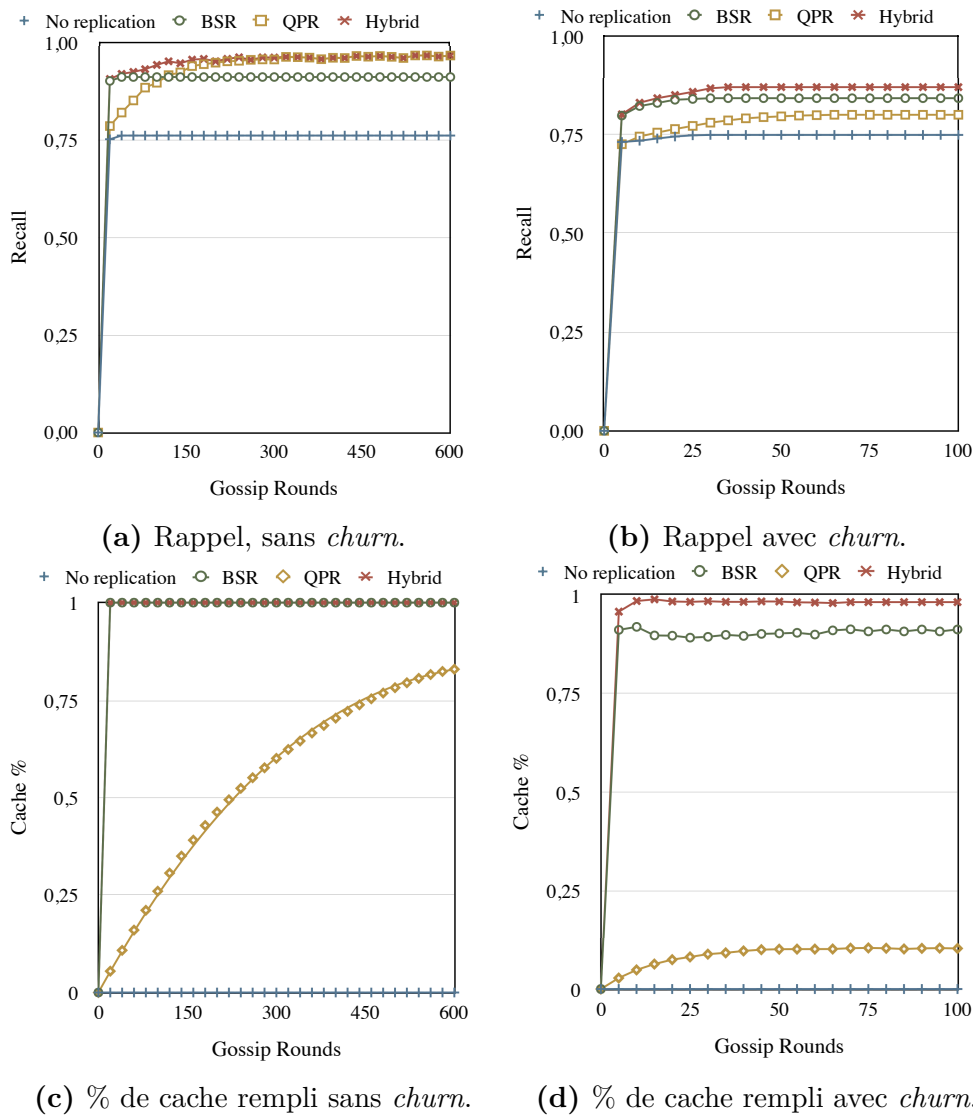 No replication BSR QPR Hybrid
1,00
0,75
0,50
0,25
0,00
Recall
0 150 300 450 600
Gossip Rounds
(a) Rappel, sans churn.
No replication BSR QPR Hybrid
1,00
0,75
0,50
0,25
0,00
Recall
0 25 50 75 100
Gossip Rounds
(b) Rappel avec churn.
No replication BSR QPR Hybrid
1
0,75
0,5
0,25
0
Cache %
0 150 300 450 600
Gossip Rounds
(c) % de cache rempli sans churn.
No replication BSR QPR Hybrid
1
0,75
0,5
0,25
0
Cache %
0 25 50 75 100
Gossip Rounds
(d) % de cache rempli avec churn.